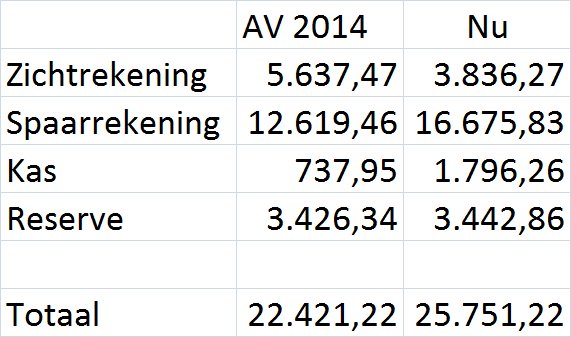 AV 2014 Nu
Zichtrekening 5.637,47 3.836,27
Spaarrekening 12.619,46 16.675,83
Kas 737,95 1.796,26
Reserve 3.426,34 3.442,86
Totaal 22.421,22 25.751,22